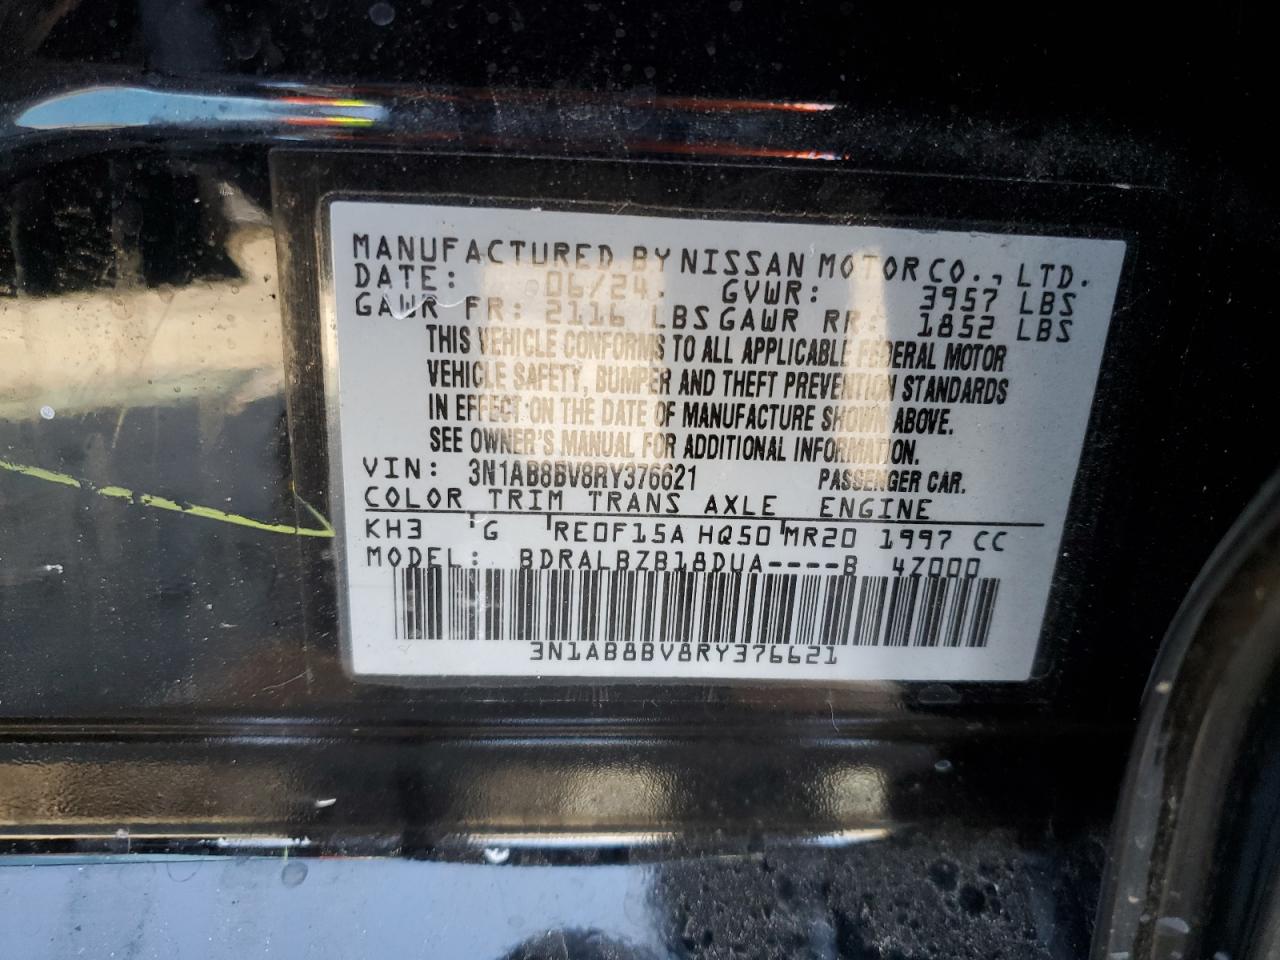 MANUFACTURED BY NISSAN MOTOR CO., LTD.
DATE: 06/24. GVWR: 3957 LBS
GAWR FR: 2116 LBS GAWR RR: 1852 LBS
THIS VEHICLE CONFORMS TO ALL APPLICABLE FEDERAL MOTOR
VEHICLE SAFETY, BUMPER AND THEFT PREVENTION STANDARDS
IN EFFECT ON THE DATE OF MANUFACTURE SHOWN ABOVE.
SEE OWNER'S MANUAL FOR ADDITIONAL INFORMATION.
VIN: 3N1AB8BV8RY376621 PASSENGER CAR.
COLOR TRIM TRANS AXLE ENGINE
KH3 G RE0F15A HQ50 MR20 1997 CC
MODEL: BDRALBZB18DUA----B 4Z000
3N1AB8BV8RY376621